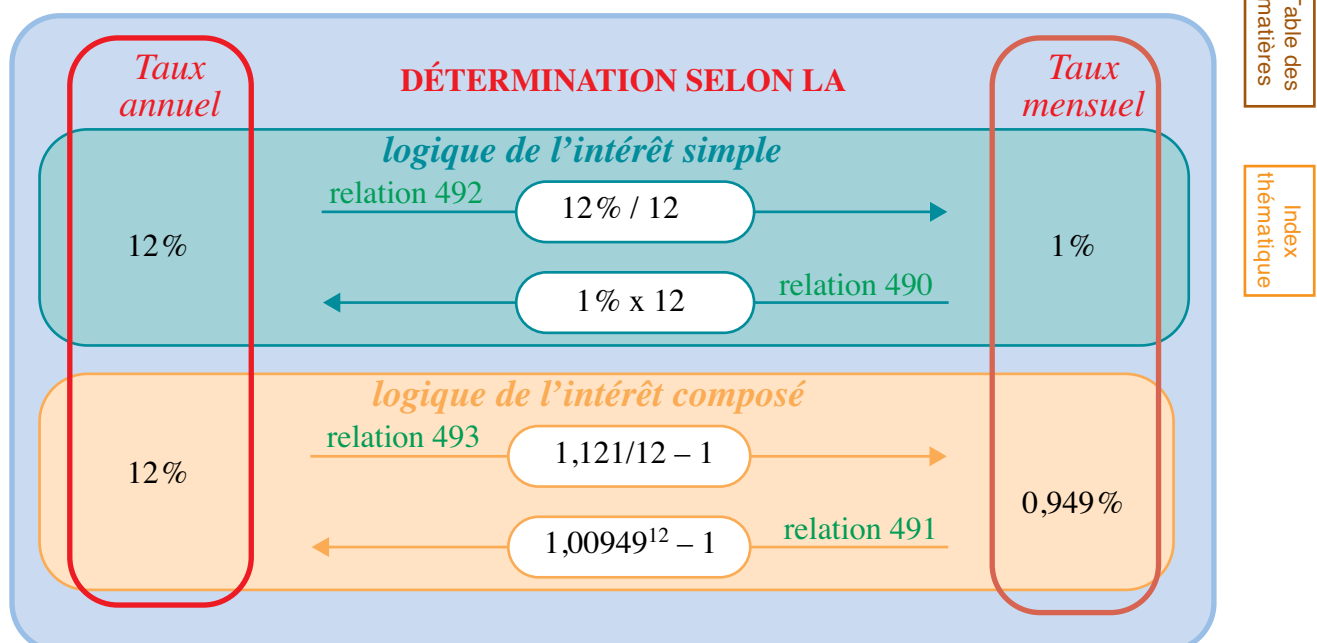 Taux
annuel
DÉTERMINATION SELON LA
Taux
mensuel
logique de l’intérêt simple
relation 492
12% / 12
12%
1%
1% x 12
relation 490
logique de l’intérêt composé
relation 493
1,121/12 – 1
12%
0,949%
1,00949¹² – 1
relation 491
Table des
matières
Index
thématique